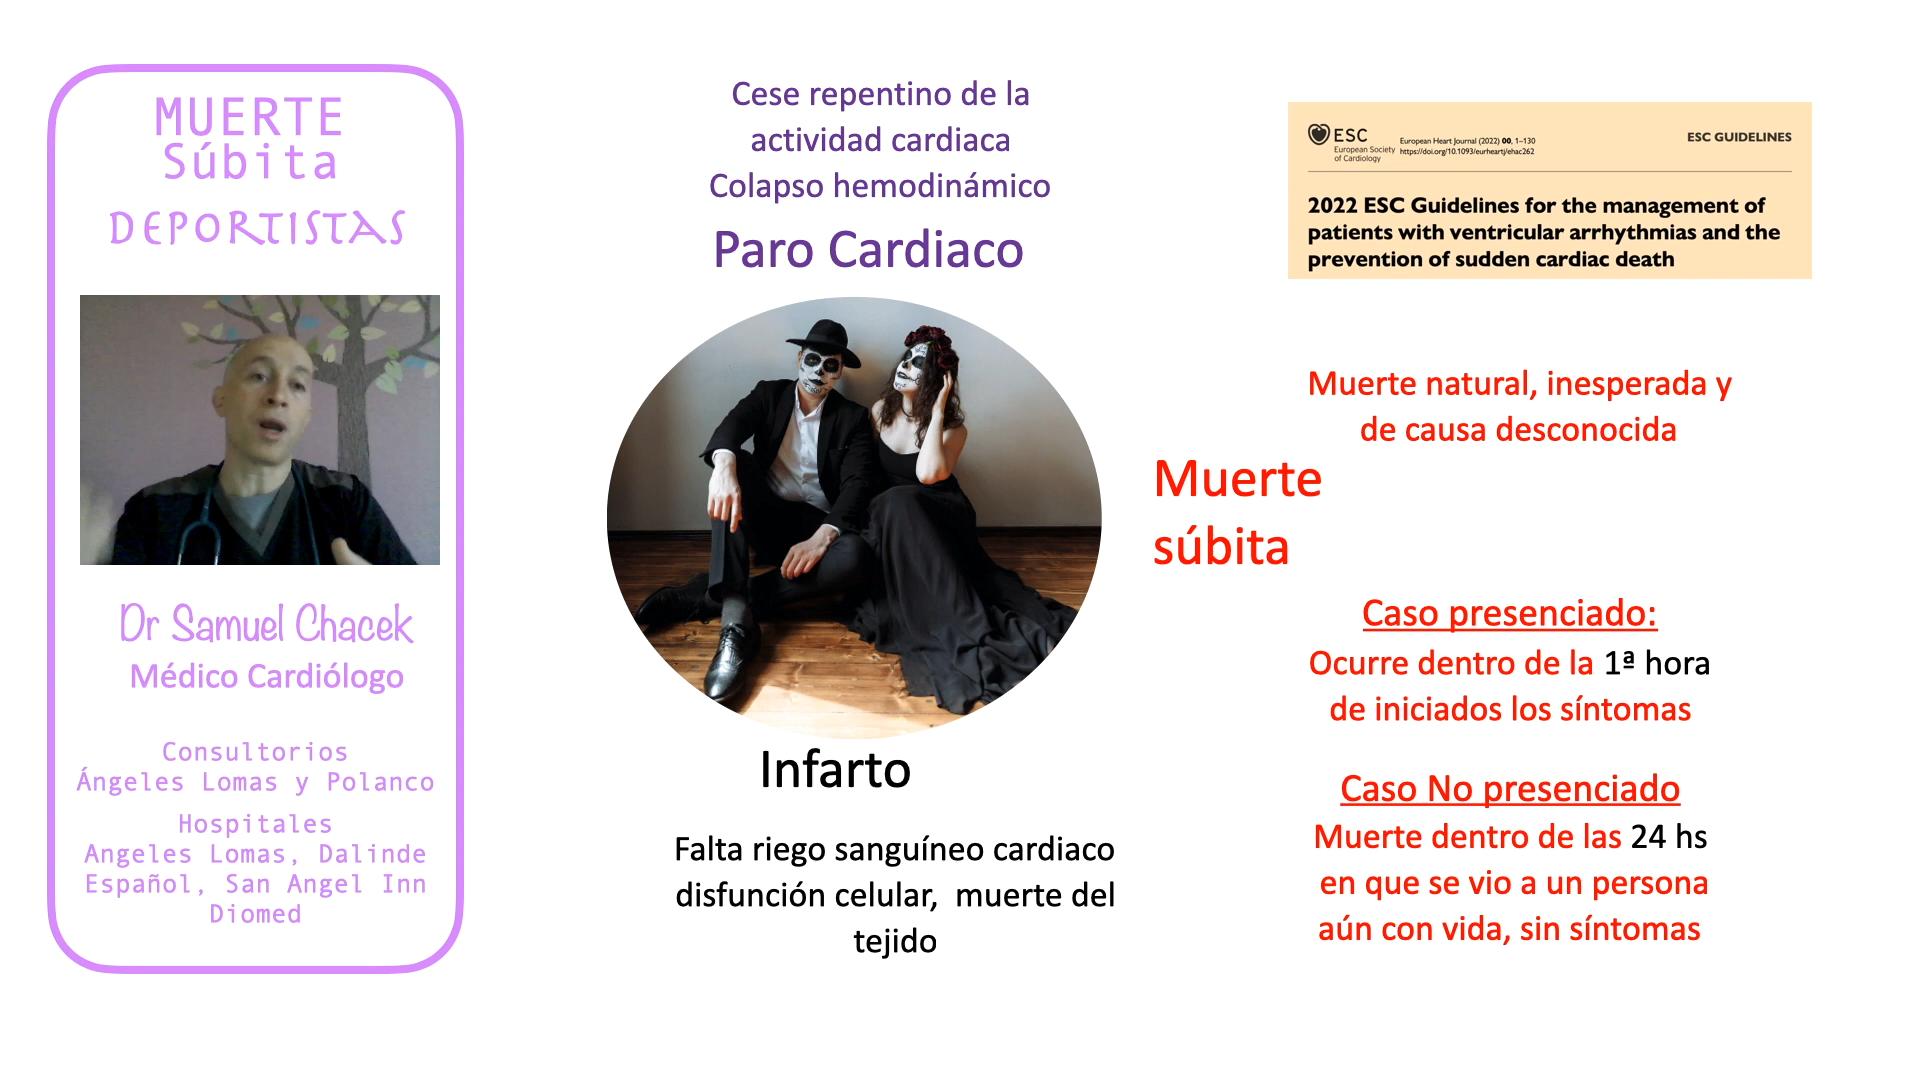 MUERTE
Súbita
DEPORTISTAS
Dr Samuel Chacek
Médico Cardiólogo
Consultorios
Ángeles Lomas y Polanco
Hospitales
Angeles Lomas, Dalinde
Español, San Angel Inn
Diomed
Cese repentino de la
actividad cardiaca
Colapso hemodinámico
Paro Cardiaco
Infarto
Falta riego sanguíneo cardiaco
disfunción celular, muerte del
tejido
ESC
European Society
of Cardiology
European Heart Journal (2022) 00, 1–130
https://doi.org/10.1093/eurheartj/ehac262
ESC GUIDELINES
2022 ESC Guidelines for the management of
patients with ventricular arrhythmias and the
prevention of sudden cardiac death
Muerte natural, inesperada y
de causa desconocida
Muerte
súbita
Caso presenciado:
Ocurre dentro de la 1ª hora
de iniciados los síntomas
Caso No presenciado
Muerte dentro de las 24 hs
en que se vio a un persona
aún con vida, sin síntomas